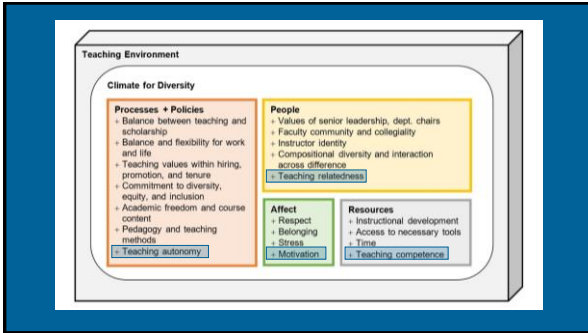 Teaching Environment
Climate for Diversity
Processes + Policies
+ Balance between teaching and
scholarship
+ Balance and flexibility for work
and life
+ Teaching values within hiring,
promotion, and tenure
+ Commitment to diversity,
equity, and inclusion
+ Academic freedom and course
content
+ Pedagogy and teaching
methods
+ Teaching autonomy
People
+ Values of senior leadership, dept. chairs
+ Faculty community and collegiality
+ Instructor identity
+ Compositional diversity and interaction
across difference
+ Teaching relatedness
Affect
+ Respect
+ Belonging
+ Stress
+ Motivation
Resources
+ Instructional development
+ Access to necessary tools
+ Time
+ Teaching competence